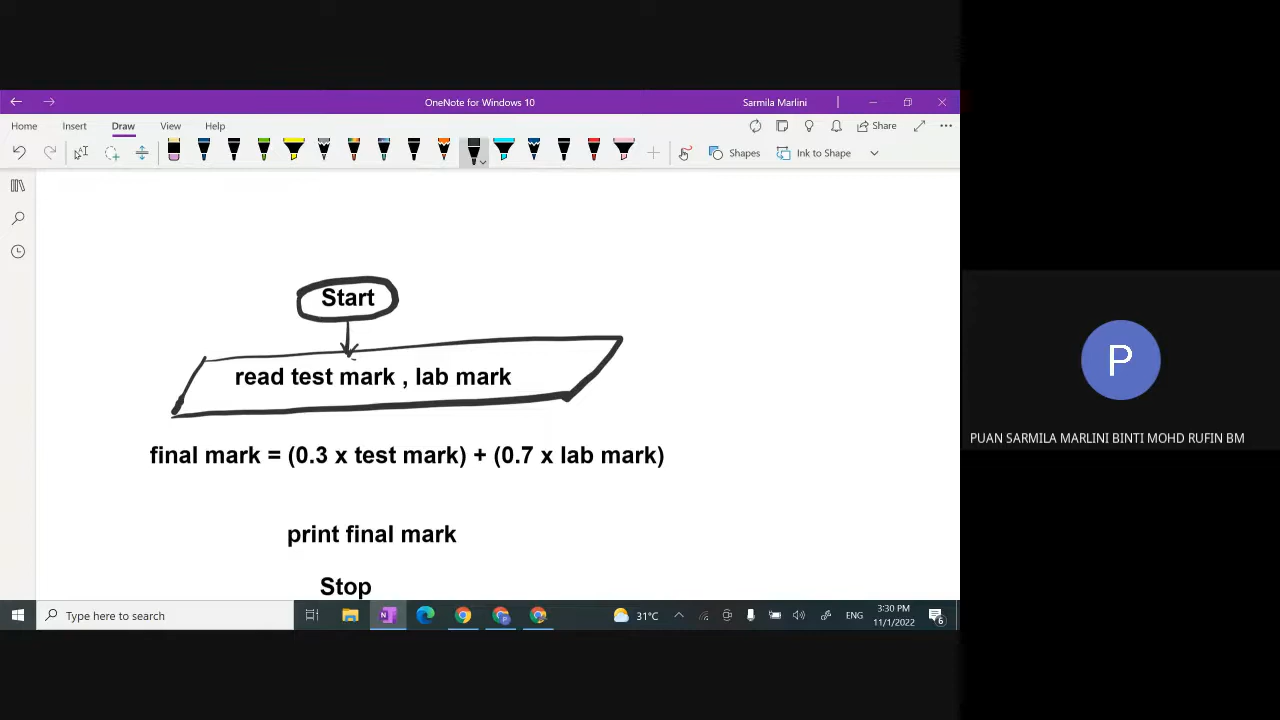 OneNote for Windows 10
Sarmila Marlini
Home Insert Draw View Help
Share
Shapes
Ink to Shape
Start
read test mark , lab mark
final mark = (0.3 x test mark) + (0.7 x lab mark)
print final mark
Stop
P
PUAN SARMILA MARLINI BINTI MOHD RUFIN BM
Type here to search
31°C
ENG
3:30 PM
11/1/2022
6